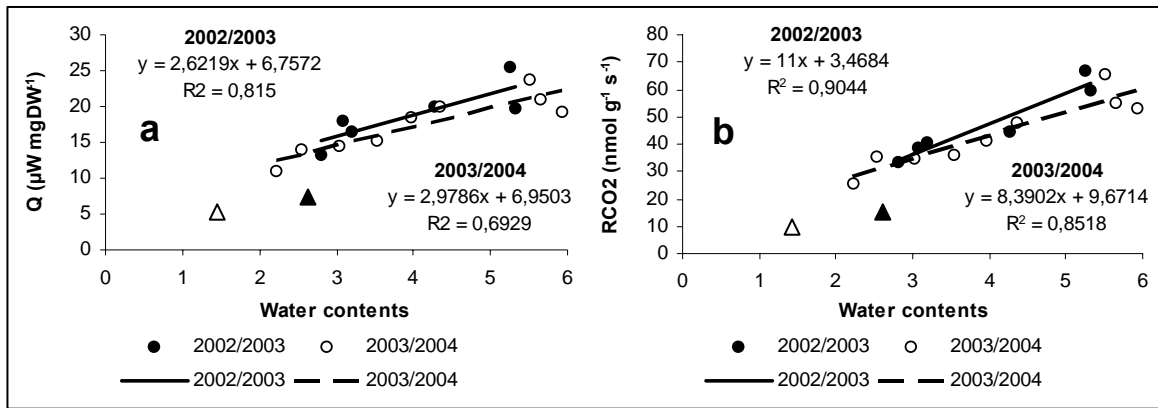 30
25
20
15
10
5
0
Q (µW mgDW⁻¹)
2002/2003
y = 2,6219x + 6,7572
R2 = 0,815
a
2003/2004
y = 2,9786x + 6,9503
R2 = 0,6929
0 1 2 3 4 5 6
Water contents
2002/2003 2003/2004
2002/2003 2003/2004
80
70
60
50
40
30
20
10
0
RCO2 (nmol g⁻¹ s⁻¹)
2002/2003
y = 11x + 3,4684
R² = 0,9044
b
2003/2004
y = 8,3902x + 9,6714
R² = 0,8518
0 1 2 3 4 5 6
Water contents
2002/2003 2003/2004
2002/2003 2003/2004